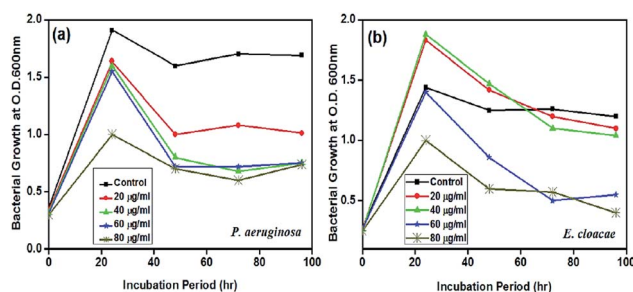 (a)
Bacterial Growth at O.D.600nm
2.0
1.5
1.0
0.5
0.0
Control
20 µg/ml
40 µg/ml
60 µg/ml
80 µg/ml
P. aeruginosa
0 20 40 60 80 100
Incubation Period (hr)
(b)
Bacterial Growth at O.D. 600nm
2.0
1.5
1.0
0.5
Control
20 µg/ml
40 µg/ml
60 µg/ml
80 µg/ml
E. cloacae
0 20 40 60 80 100
Incubation Period (hr)